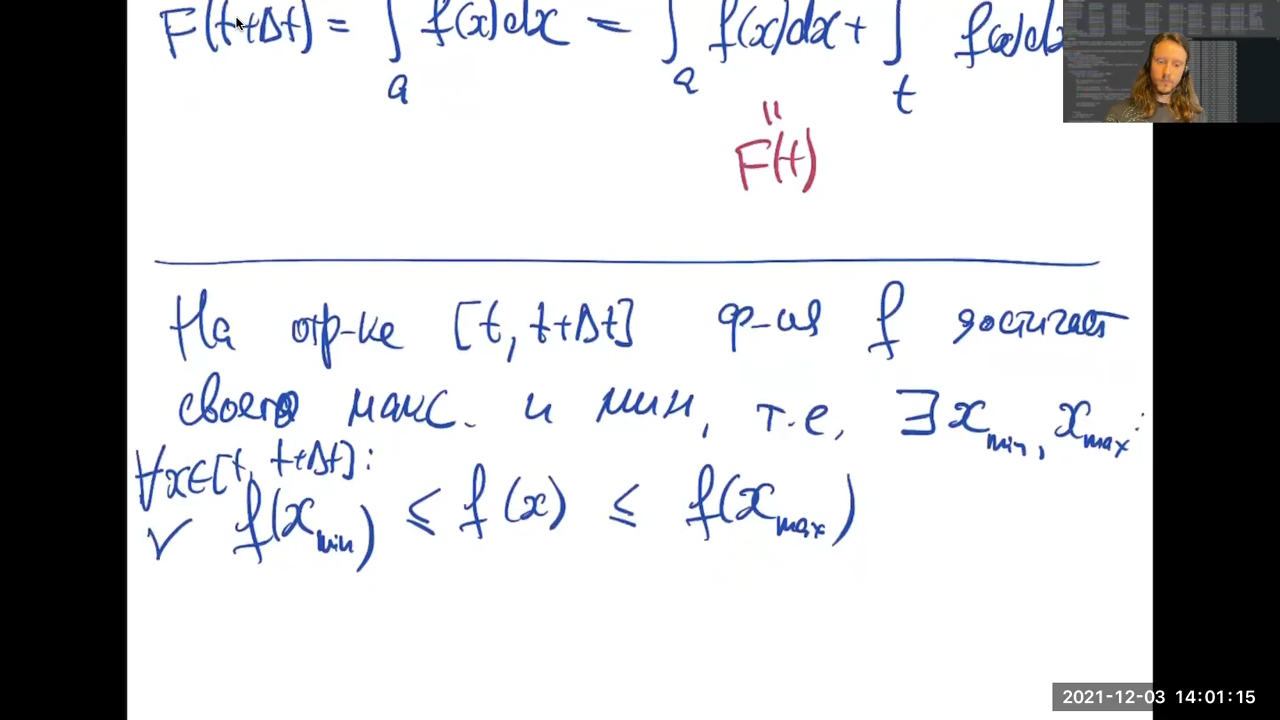 F(t+Δt) = ∫ f(x)dx = ∫ f(x)dx + ∫ f(x)dx
a a t
"
F(t)
На отр-ке [t, t+Δt] ф-ия f достигает
своего макс. и мин, т.е. ∃ x_min, x_max:
∀x∈[t, t+Δt]:
✓ f(x_min) ≤ f(x) ≤ f(x_max)
2021-12-03 14:01:15